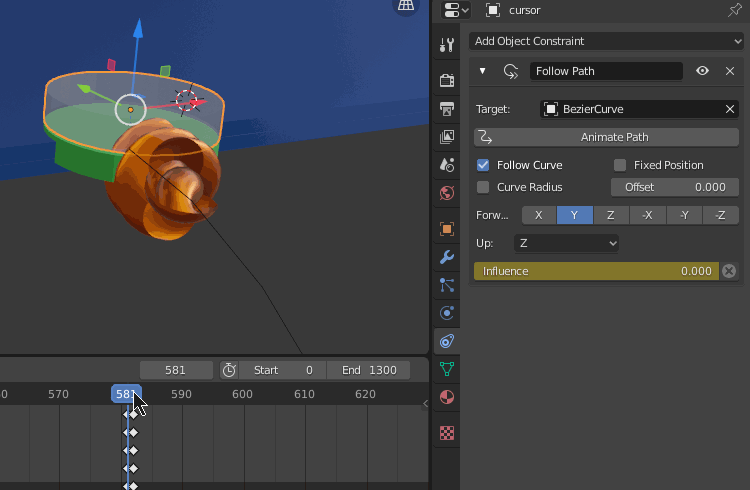 cursor
Add Object Constraint
Follow Path
Target: BezierCurve
Animate Path
Follow Curve Fixed Position
Curve Radius Offset 0.000
Forw... X Y Z -X -Y -Z
Up: Z
Influence 0.000
581 Start 0 End 1300
570 581 590 600 610 620